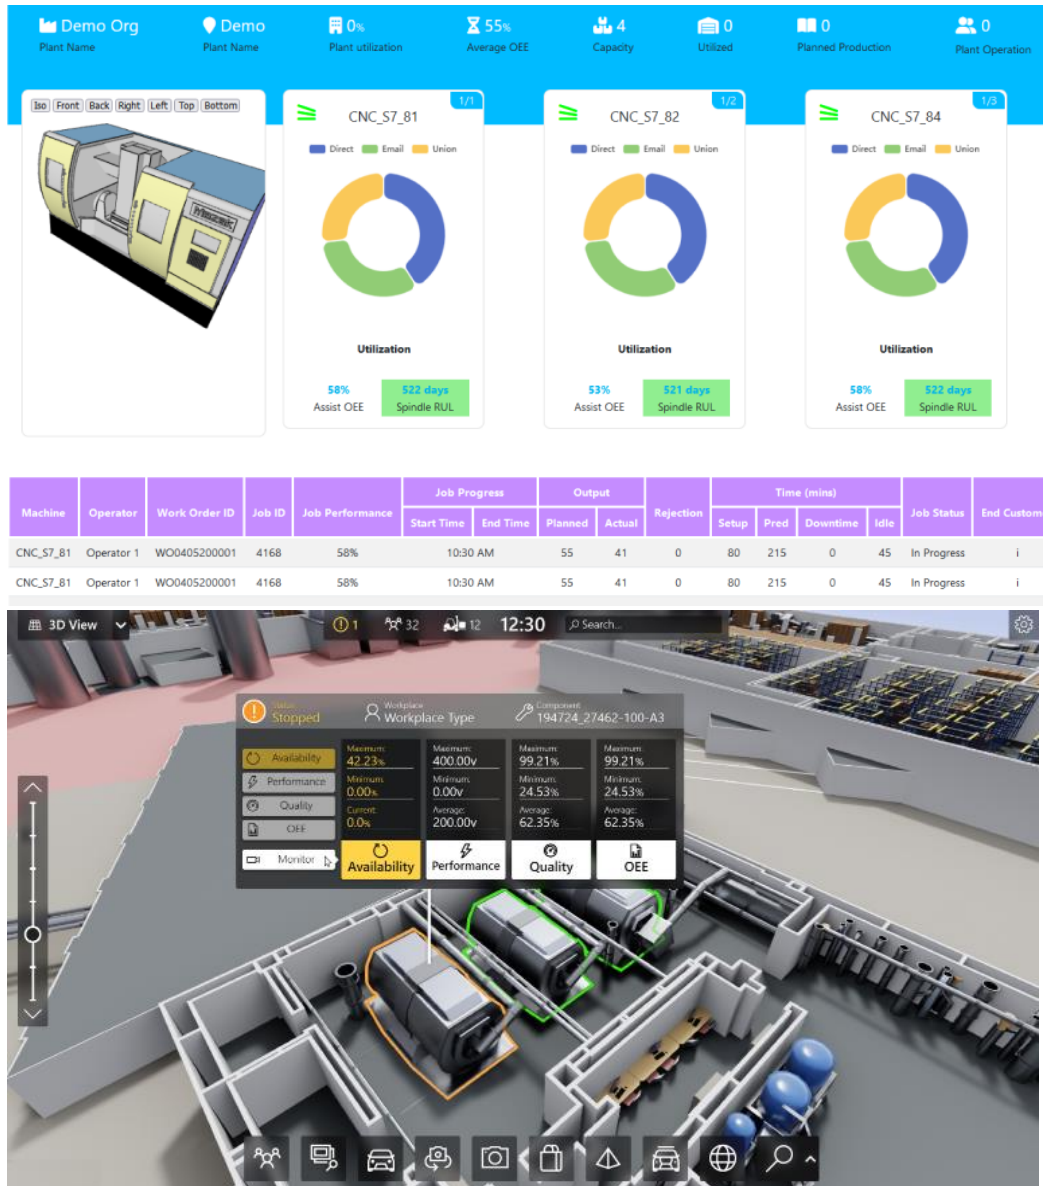 Demo Org
Plant Name
Demo
Plant Name
0%
Plant utilization
55%
Average OEE
4
Capacity
0
Utilized
0
Planned Production
0
Plant Operation
Iso Front Back Right Left Top Bottom
Mazak
1/1
CNC_S7_81
Direct Email Union
Utilization
58%
Assist OEE
522 days
Spindle RUL
1/2
CNC_S7_82
Direct Email Union
Utilization
53%
Assist OEE
521 days
Spindle RUL
1/3
CNC_S7_84
Direct Email Union
Utilization
58%
Assist OEE
522 days
Spindle RUL
Machine Operator Work Order ID Job ID Job Performance Job Progress Output Rejection Time (mins) Job Status End Custom
Start Time End Time Planned Actual Setup Pred Downtime Idle
CNC_S7_81 Operator 1 WO0405200001 4168 58% 10:30 AM 55 41 0 80 215 0 45 In Progress i
CNC_S7_81 Operator 1 WO0405200001 4168 58% 10:30 AM 55 41 0 80 215 0 45 In Progress i
3D View 1 32 12 12:30 Search...
Status
Stopped
Workplace
Workplace Type
Component
194724_27462-100-A3
Availability
Performance
Quality
OEE
Monitor
Maximum:
42.23%
Minimum:
0.00%
Current:
0.0%
Availability
Maximum:
400.00v
Minimum:
0.00v
Average:
200.00v
Performance
Maximum:
99.21%
Minimum:
24.53%
Average:
62.35%
Quality
Maximum:
99.21%
Minimum:
24.53%
Average:
62.35%
OEE